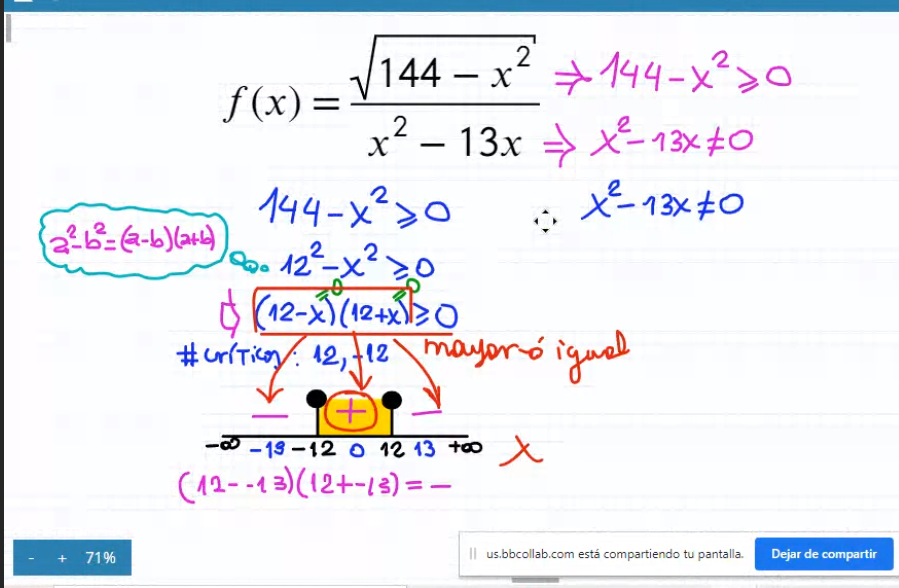 f(x) = √(144 − x²) / (x² − 13x)
⇒ 144 - x² ⩾ 0
⇒ x² - 13x ≠ 0
144 - x² ⩾ 0
x² - 13x ≠ 0
a² - b² = (a-b)(a+b)
12² - x² ⩾ 0
=0 =0
(12-x)(12+x) ⩾ 0
#críticos: 12, -12
mayor ó igual
— + —
-∞ -13 -12 0 12 13 +∞ x
(12--13)(12+-13) = —
- + 71%
us.bbcollab.com está compartiendo tu pantalla.
Dejar de compartir